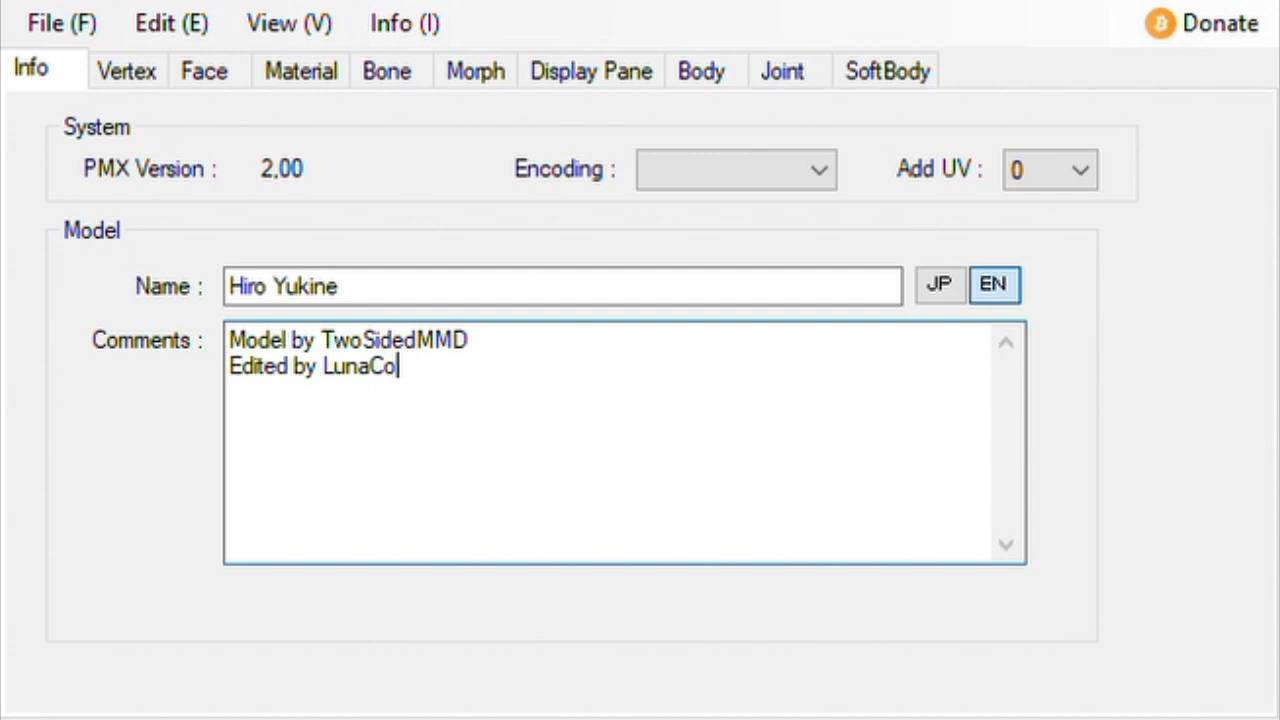 File (F) Edit (E) View (V) Info (I) Donate
Info Vertex Face Material Bone Morph Display Pane Body Joint SoftBody
System
PMX Version : 2,00 Encoding : Add UV : 0
Model
Name : Hiro Yukine JP EN
Comments : Model by TwoSidedMMD
Edited by LunaCo